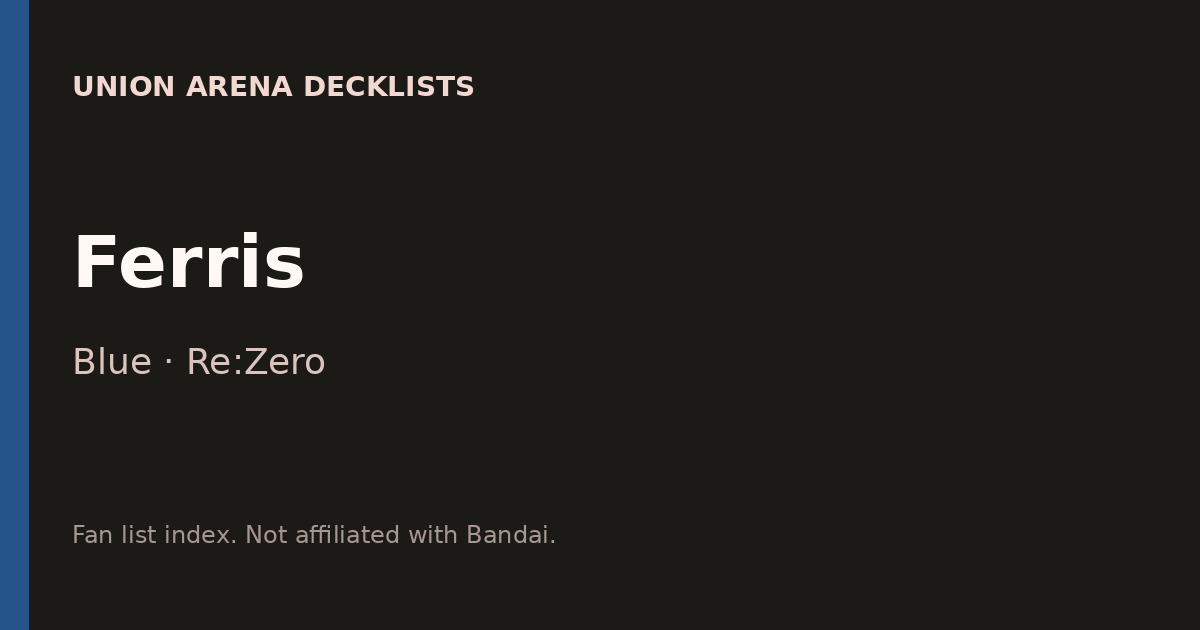 UNION ARENA DECKLISTS
Ferris
Blue · Re:Zero
Fan list index. Not affiliated with Bandai.